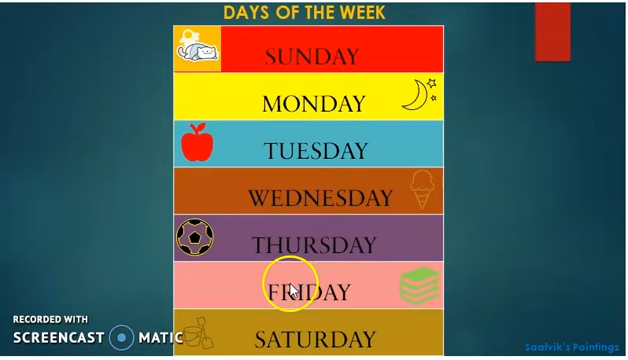 DAYS OF THE WEEK
SUNDAY
MONDAY
TUESDAY
WEDNESDAY
THURSDAY
FRIDAY
SATURDAY
RECORDED WITH
SCREENCAST MATIC
Saatvik's Paintings